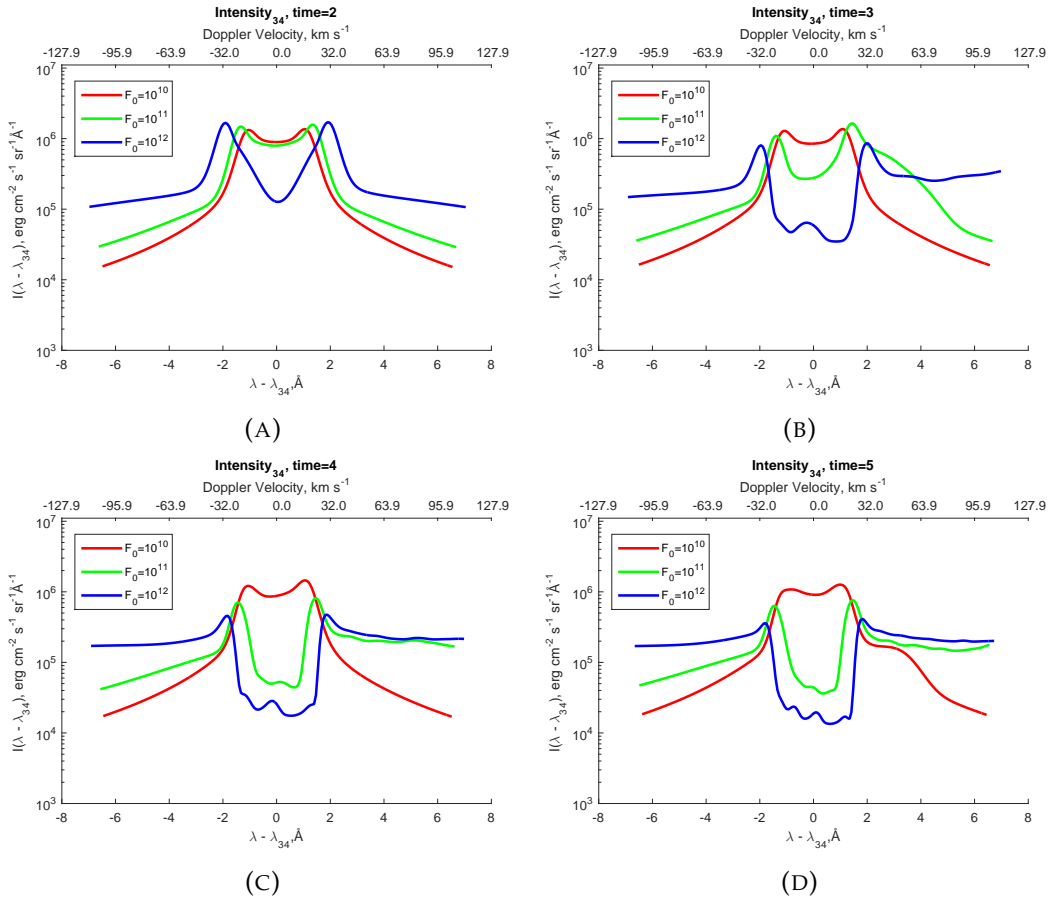 Intensity34, time=2
Doppler Velocity, km s-1
-127.9 -95.9 -63.9 -32.0 0.0 32.0 63.9 95.9 127.9
10^7
10^6
10^5
10^4
10^3
F0=10^10
F0=10^11
F0=10^12
I(λ - λ34), erg cm-2 s-1 sr-1Å-1
-8 -6 -4 -2 0 2 4 6 8
λ - λ34,Å
(A)
Intensity34, time=3
Doppler Velocity, km s-1
-127.9 -95.9 -63.9 -32.0 0.0 32.0 63.9 95.9 127.9
10^7
10^6
10^5
10^4
10^3
F0=10^10
F0=10^11
F0=10^12
I(λ - λ34), erg cm-2 s-1 sr-1Å-1
-8 -6 -4 -2 0 2 4 6 8
λ - λ34,Å
(B)
Intensity34, time=4
Doppler Velocity, km s-1
-127.9 -95.9 -63.9 -32.0 0.0 32.0 63.9 95.9 127.9
10^7
10^6
10^5
10^4
10^3
F0=10^10
F0=10^11
F0=10^12
I(λ - λ34), erg cm-2 s-1 sr-1Å-1
-8 -6 -4 -2 0 2 4 6 8
λ - λ34,Å
(C)
Intensity34, time=5
Doppler Velocity, km s-1
-127.9 -95.9 -63.9 -32.0 0.0 32.0 63.9 95.9 127.9
10^7
10^6
10^5
10^4
10^3
F0=10^10
F0=10^11
F0=10^12
I(λ - λ34), erg cm-2 s-1 sr-1Å-1
-8 -6 -4 -2 0 2 4 6 8
λ - λ34,Å
(D)